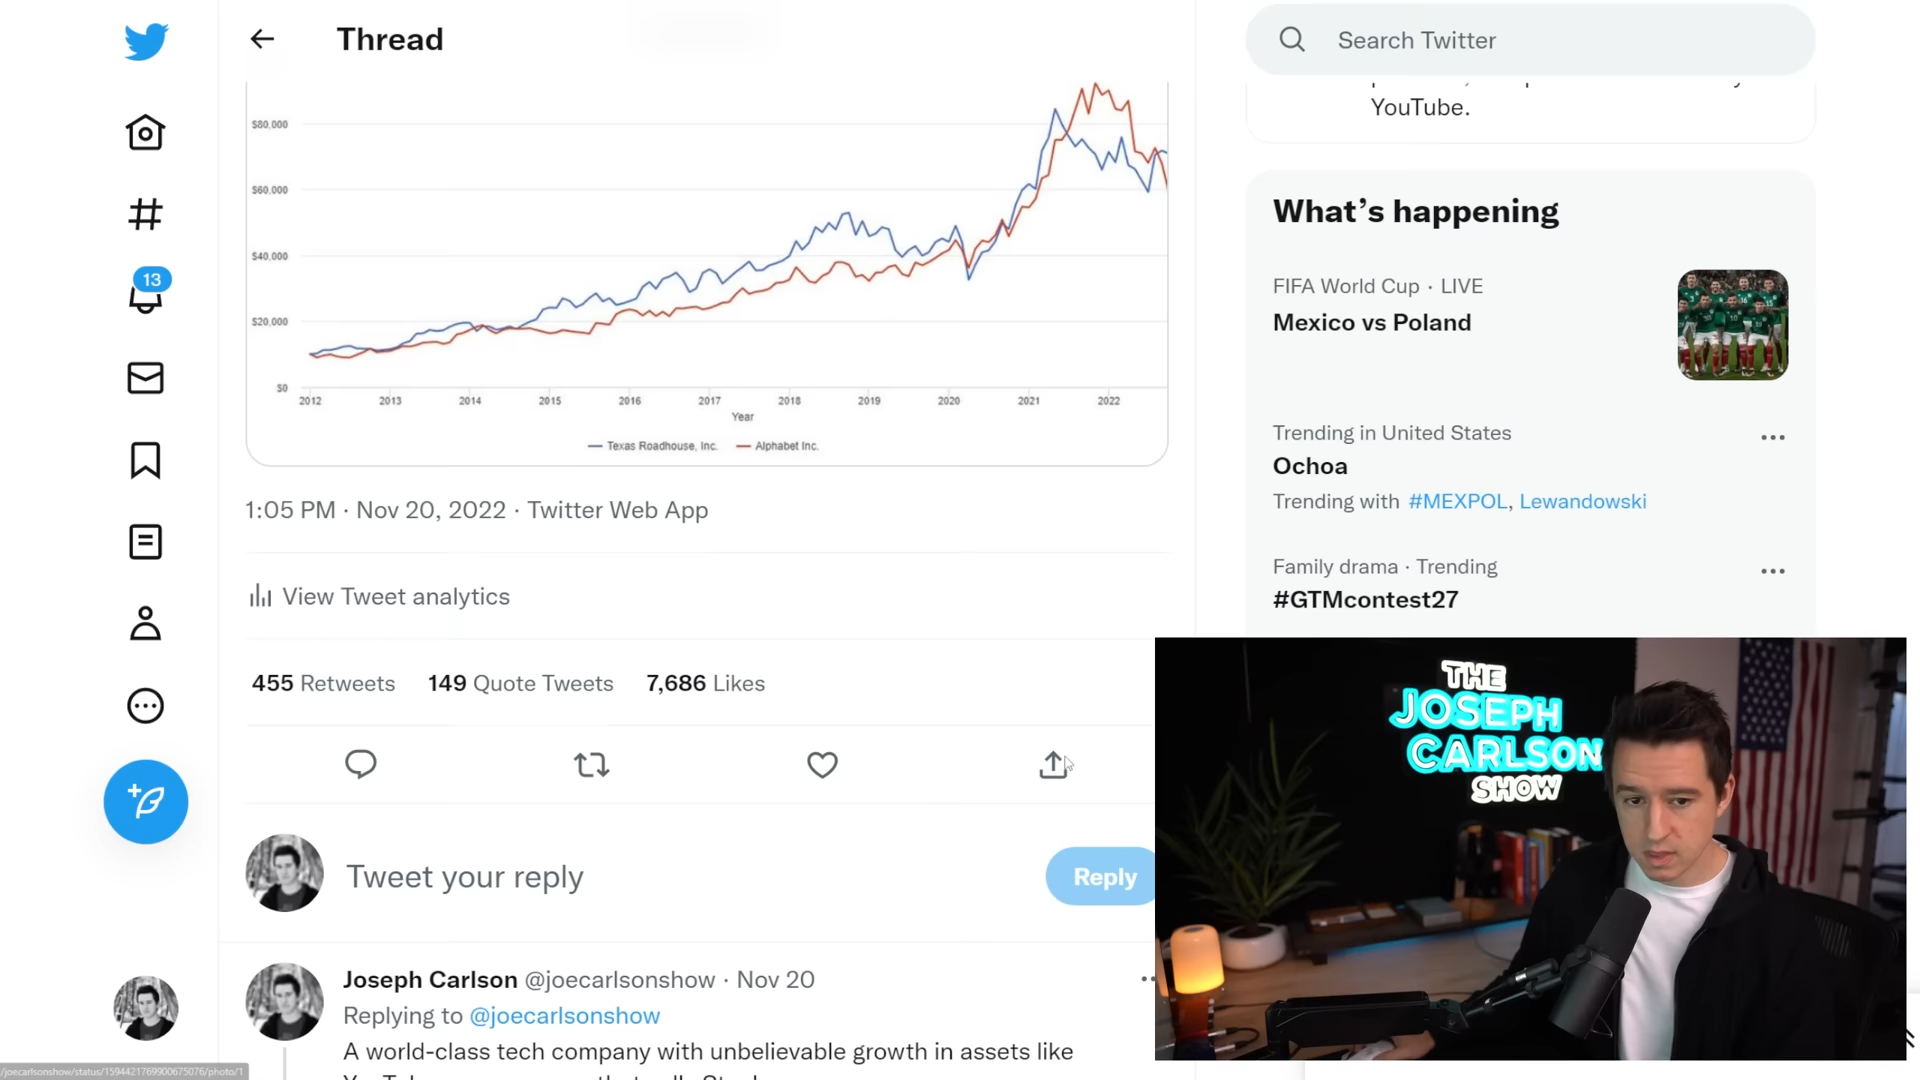 Thread
Search Twitter
YouTube.
$80,000
$60,000
$40,000
$20,000
$0
2012 2013 2014 2015 2016 2017 2018 2019 2020 2021 2022
Year
Texas Roadhouse, Inc. Alphabet Inc.
1:05 PM · Nov 20, 2022 · Twitter Web App
View Tweet analytics
455 Retweets 149 Quote Tweets 7,686 Likes
Tweet your reply
Reply
Joseph Carlson @joecarlsonshow · Nov 20
Replying to @joecarlsonshow
A world-class tech company with unbelievable growth in assets like
13
What’s happening
FIFA World Cup · LIVE
Mexico vs Poland
Trending in United States
Ochoa
Trending with #MEXPOL, Lewandowski
Family drama · Trending
#GTMcontest27
THE
JOSEPH
CARLSON
SHOW
/joecarlsonshow/status/1594421769900675076/photo/1